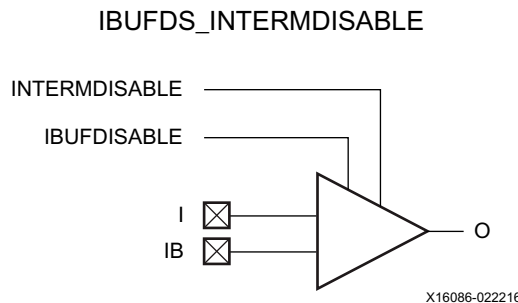 IBUFDS_INTERMDISABLE
INTERMDISABLE
IBUFDISABLE
I
O
IB
X16086-022216